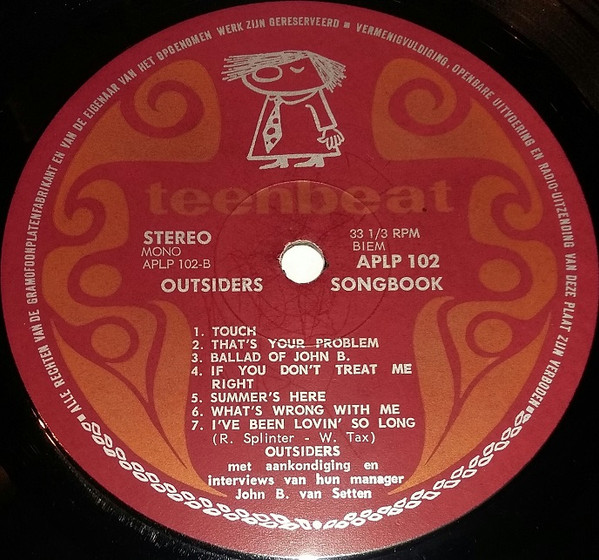 ALLE RECHTEN VAN DE GRAMOFOONPLATENFABRIKANT EN VAN DE EIGENAAR VAN HET OPGENOMEN WERK ZIJN GERESERVEERD ■ VERMENIGVULDIGING, OPENBARE UITVOERING EN RADIO-UITZENDING VAN DEZE PLAAT ZIJN VERBODEN ■
teenbeat
STEREO 33 1/3 RPM
MONO BIEM
APLP 102-B APLP 102
OUTSIDERS SONGBOOK
1. TOUCH
2. THAT'S YOUR PROBLEM
3. BALLAD OF JOHN B.
4. IF YOU DON'T TREAT ME
RIGHT
5. SUMMER'S HERE
6. WHAT'S WRONG WITH ME
7. I'VE BEEN LOVIN' SO LONG
(R. Splinter - W. Tax)
OUTSIDERS
met aankondiging en
interviews van hun manager
John B. van Setten